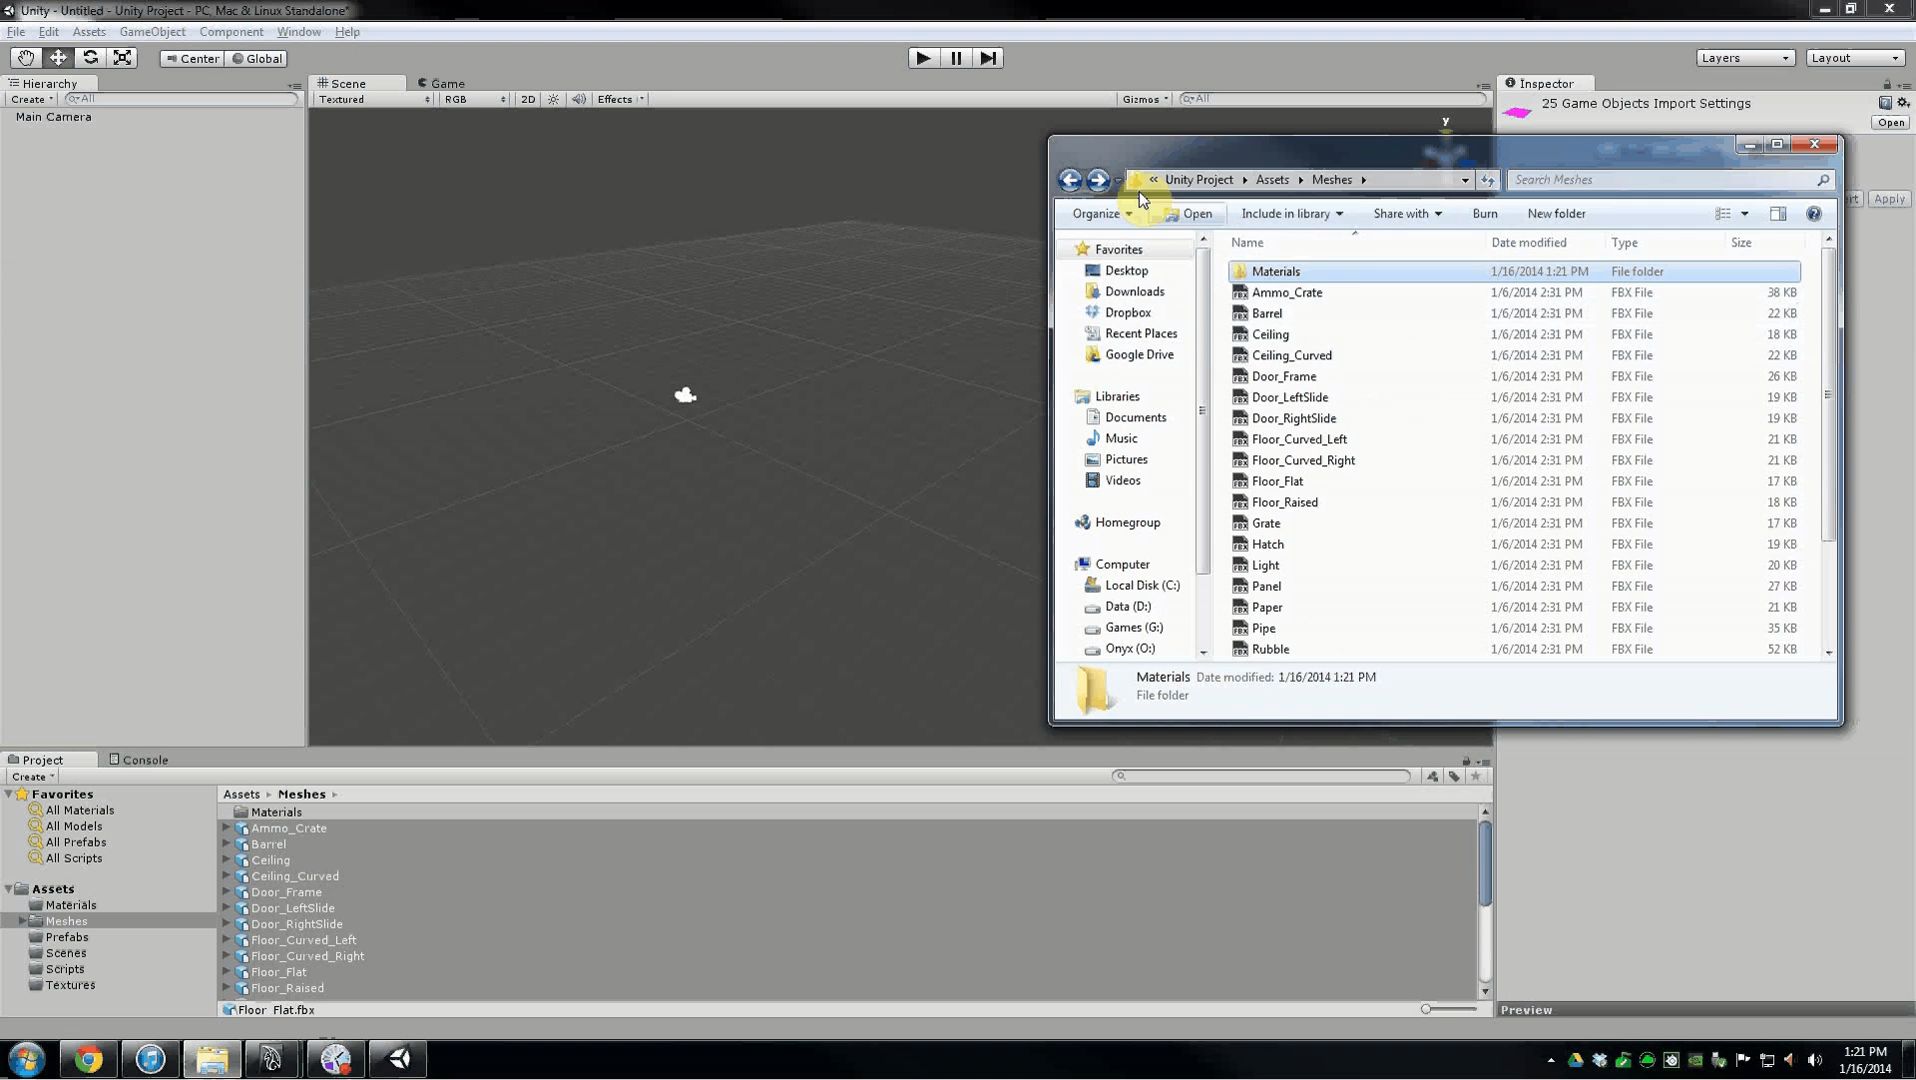 Unity - Untitled - Unity Project - PC, Mac & Linux Standalone*
File Edit Assets GameObject Component Window Help
Center Global Layers Layout
Hierarchy
Create All
Main Camera
Scene Game
Textured RGB 2D Effects Gizmos All
Inspector
25 Game Objects Import Settings
Open
Apply
y
« Unity Project Assets Meshes
Search Meshes
Organize Open Include in library Share with Burn New folder
Favorites
Desktop
Downloads
Dropbox
Recent Places
Google Drive
Libraries
Documents
Music
Pictures
Videos
Homegroup
Computer
Local Disk (C:)
Data (D:)
Games (G:)
Onyx (O:)
Name Date modified Type Size
Materials 1/16/2014 1:21 PM File folder
Ammo_Crate 1/6/2014 2:31 PM FBX File 38 KB
Barrel 1/6/2014 2:31 PM FBX File 22 KB
Ceiling 1/6/2014 2:31 PM FBX File 18 KB
Ceiling_Curved 1/6/2014 2:31 PM FBX File 22 KB
Door_Frame 1/6/2014 2:31 PM FBX File 26 KB
Door_LeftSlide 1/6/2014 2:31 PM FBX File 19 KB
Door_RightSlide 1/6/2014 2:31 PM FBX File 19 KB
Floor_Curved_Left 1/6/2014 2:31 PM FBX File 21 KB
Floor_Curved_Right 1/6/2014 2:31 PM FBX File 21 KB
Floor_Flat 1/6/2014 2:31 PM FBX File 17 KB
Floor_Raised 1/6/2014 2:31 PM FBX File 18 KB
Grate 1/6/2014 2:31 PM FBX File 17 KB
Hatch 1/6/2014 2:31 PM FBX File 19 KB
Light 1/6/2014 2:31 PM FBX File 20 KB
Panel 1/6/2014 2:31 PM FBX File 27 KB
Paper 1/6/2014 2:31 PM FBX File 21 KB
Pipe 1/6/2014 2:31 PM FBX File 35 KB
Rubble 1/6/2014 2:31 PM FBX File 52 KB
Materials Date modified: 1/16/2014 1:21 PM
File folder
Project Console
Create
Favorites
All Materials
All Models
All Prefabs
All Scripts
Assets
Materials
Meshes
Prefabs
Scenes
Scripts
Textures
Assets Meshes
Materials
Ammo_Crate
Barrel
Ceiling
Ceiling_Curved
Door_Frame
Door_LeftSlide
Door_RightSlide
Floor_Curved_Left
Floor_Curved_Right
Floor_Flat
Floor_Raised
Floor_Flat.fbx
Preview
1:21 PM
1/16/2014